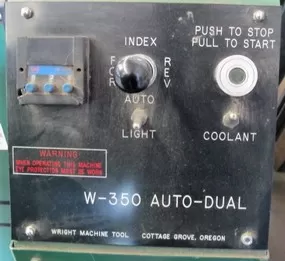 INDEX
PUSH TO STOP
PULL TO START
FOR
REV
AUTO
LIGHT
COOLANT
WARNING
WHEN OPERATING THIS MACHINE
EYE PROTECTION MUST BE WORN
W-350 AUTO-DUAL
WRIGHT MACHINE TOOL COTTAGE GROVE, OREGON